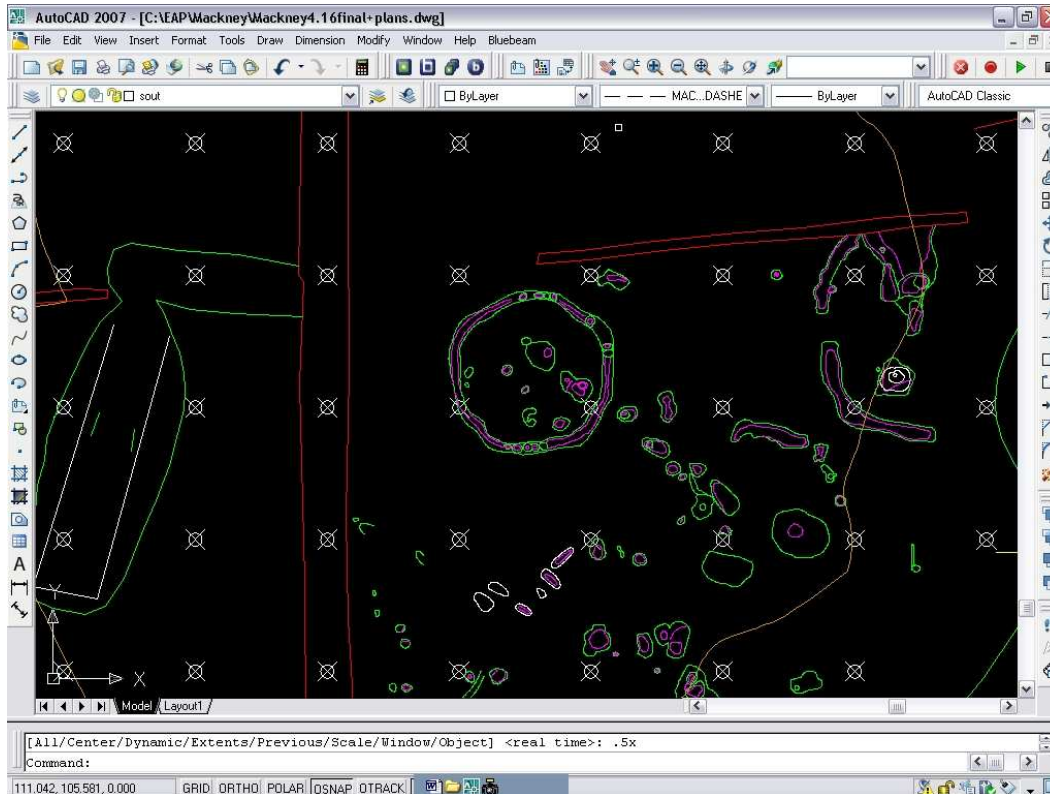 AutoCAD 2007 - [C:\EAP\Mackney\Mackney4.16final+plans.dwg]
File Edit View Insert Format Tools Draw Dimension Modify Window Help Bluebeam
sout ByLayer MAC...DASHE ByLayer AutoCAD Classic
A
Y
X
Model Layout1
[All/Center/Dynamic/Extents/Previous/Scale/Window/Object] <real time>: .5x
Command:
111.042, 105.581, 0.000 GRID ORTHO POLAR OSNAP OTRACK